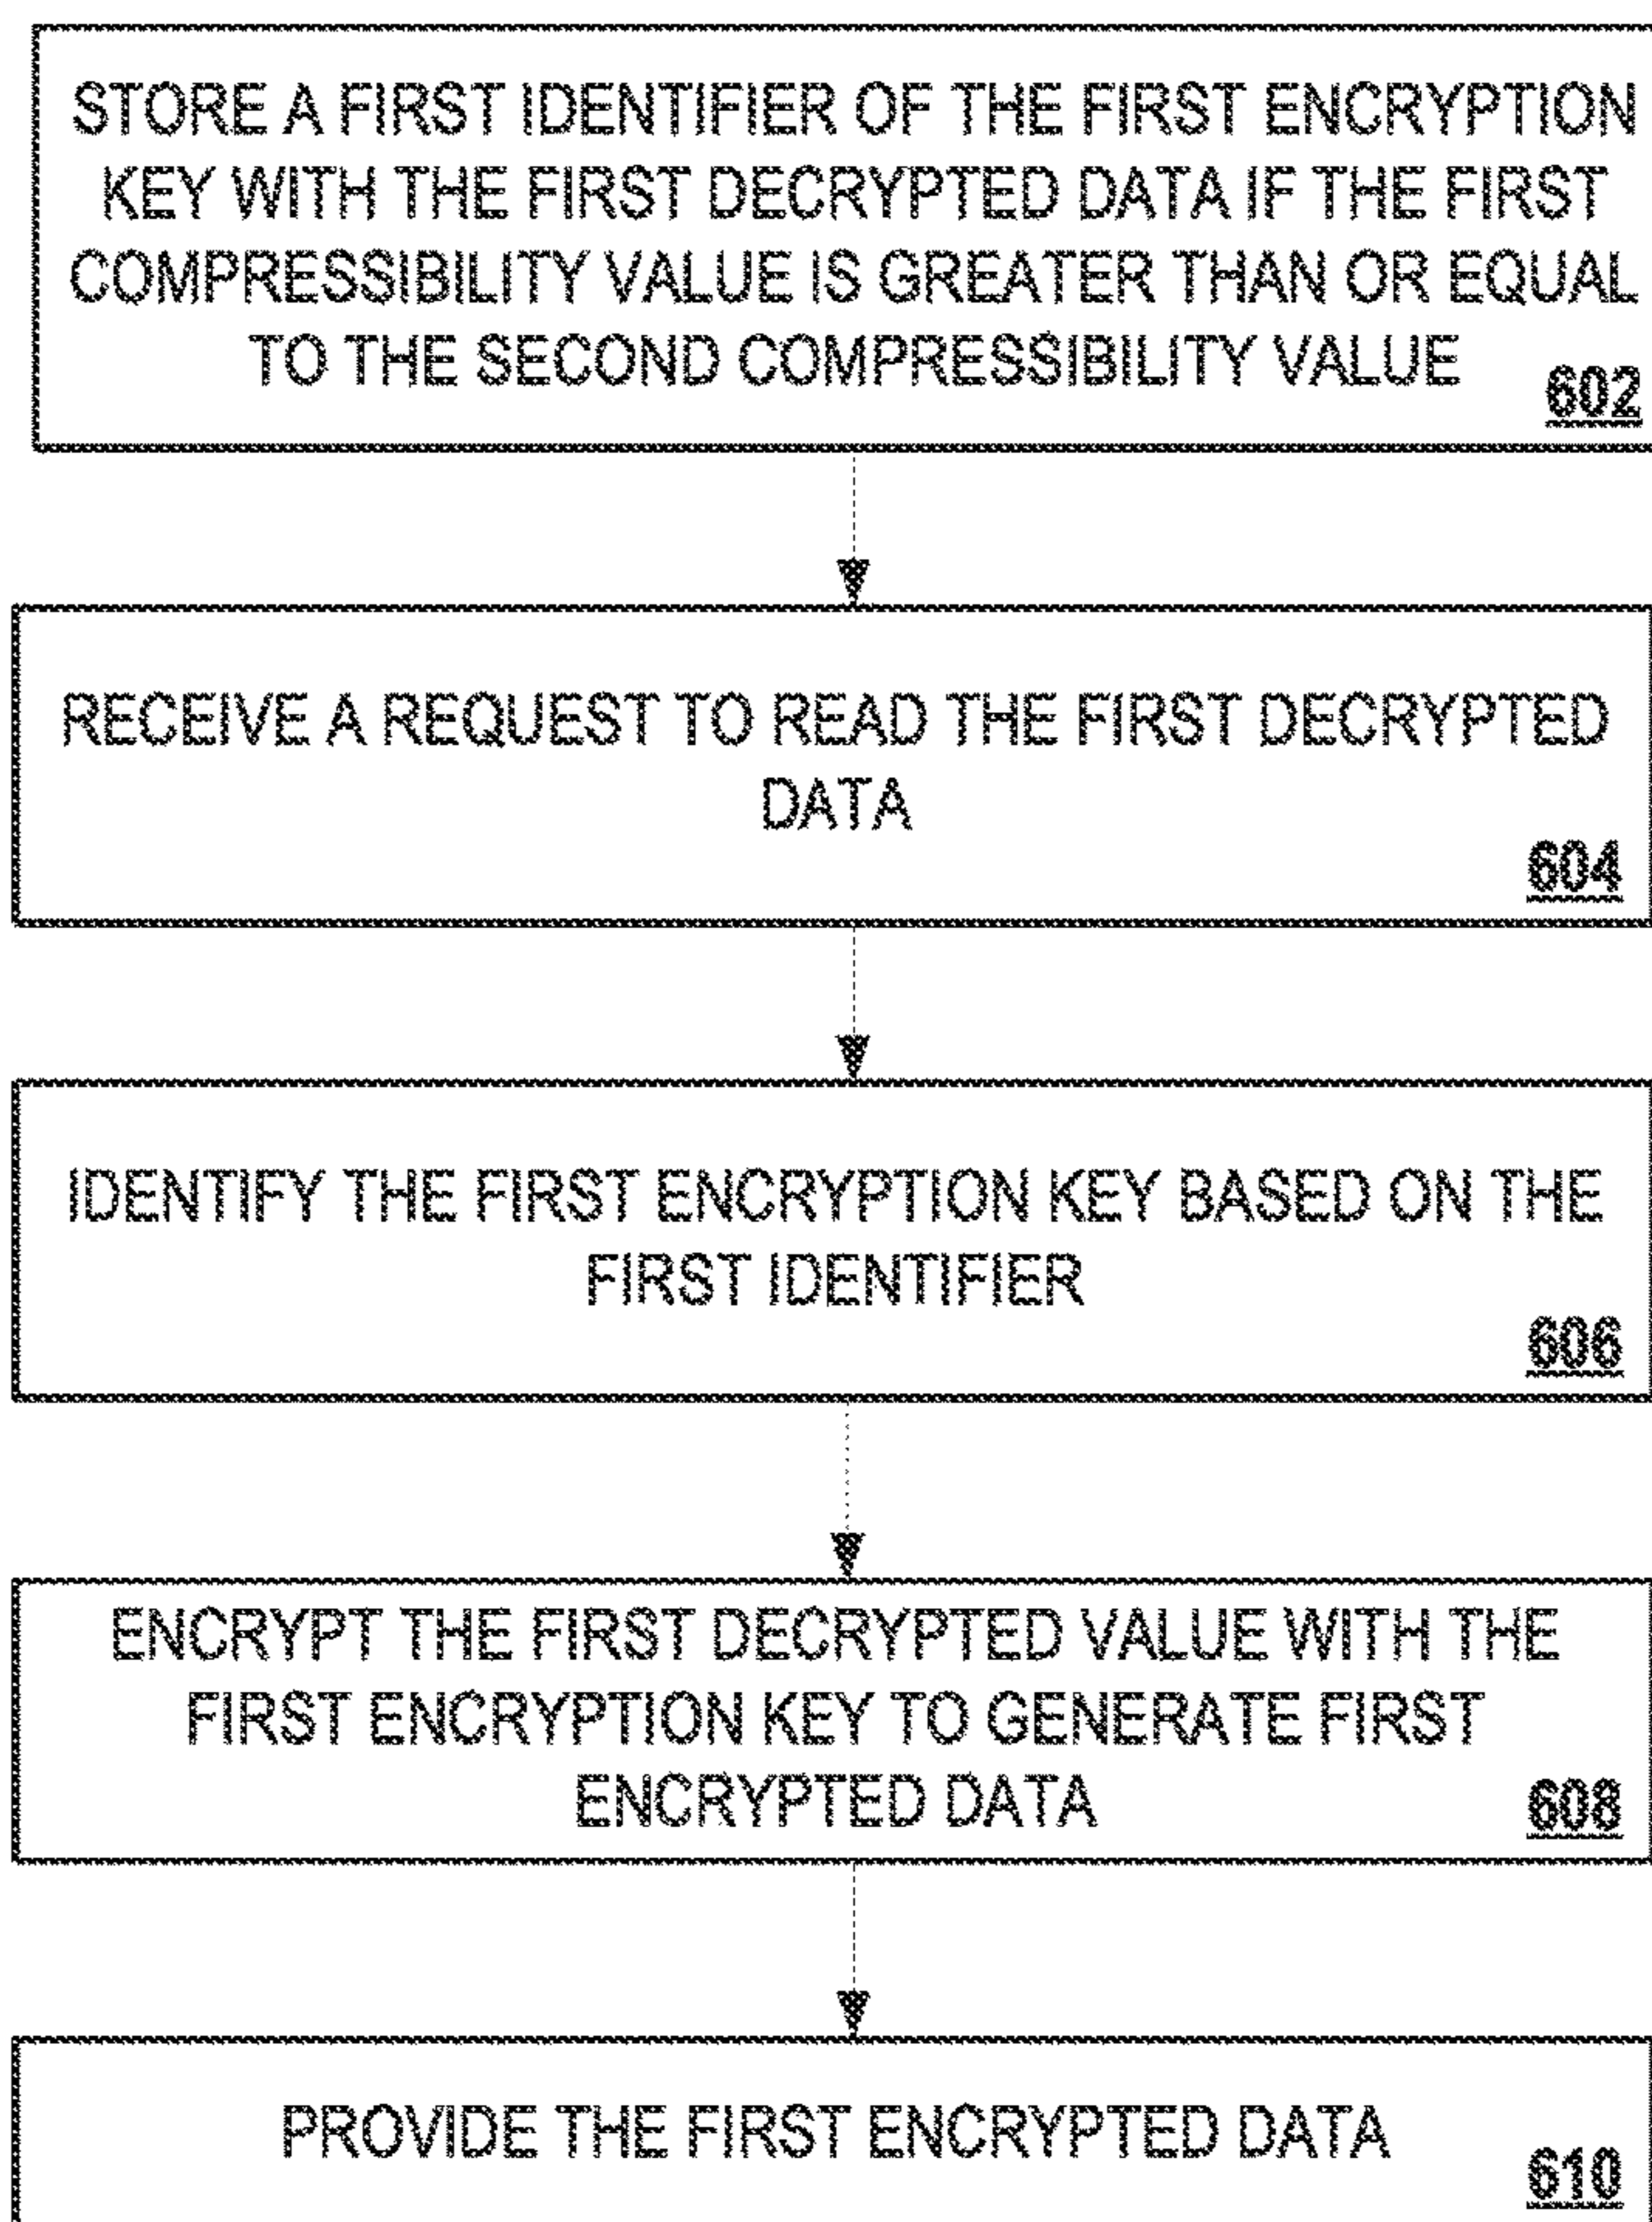 STORE A FIRST IDENTIFIER OF THE FIRST ENCRYPTION
KEY WITH THE FIRST DECRYPTED DATA IF THE FIRST
COMPRESSIBILITY VALUE IS GREATER THAN OR EQUAL
TO THE SECOND COMPRESSIBILITY VALUE
602
RECEIVE A REQUEST TO READ THE FIRST DECRYPTED
DATA
604
IDENTIFY THE FIRST ENCRYPTION KEY BASED ON THE
FIRST IDENTIFIER
606
ENCRYPT THE FIRST DECRYPTED VALUE WITH THE
FIRST ENCRYPTION KEY TO GENERATE FIRST
ENCRYPTED DATA
608
PROVIDE THE FIRST ENCRYPTED DATA
610